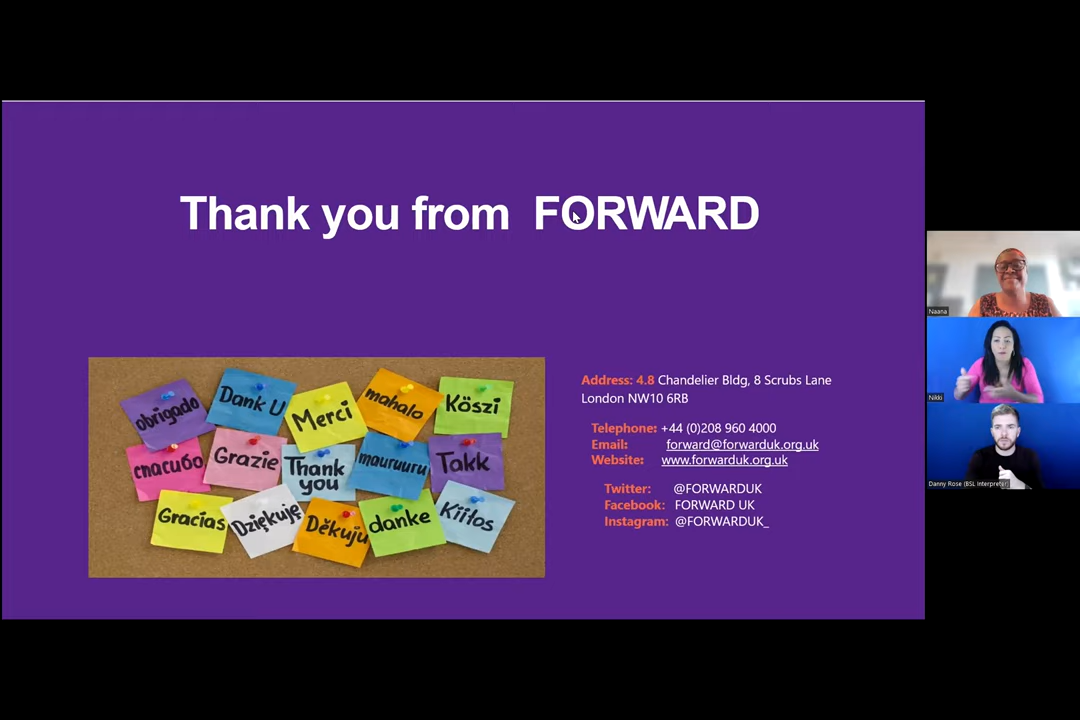 Thank you from FORWARD
obrigado
Dank U
Merci
mahalo
Köszi
спасибо
Grazie
Thank
you
mauruuru
Takk
Gracias
Dziękuję
Děkuju
danke
Kiitos
Address: 4.8 Chandelier Bldg, 8 Scrubs Lane
London NW10 6RB
Telephone: +44 (0)208 960 4000
Email: forward@forwarduk.org.uk
Website: www.forwarduk.org.uk
Twitter: @FORWARDUK
Facebook: FORWARD UK
Instagram: @FORWARDUK_
Naana
Nikki
Danny Rose (BSL Interpreter)